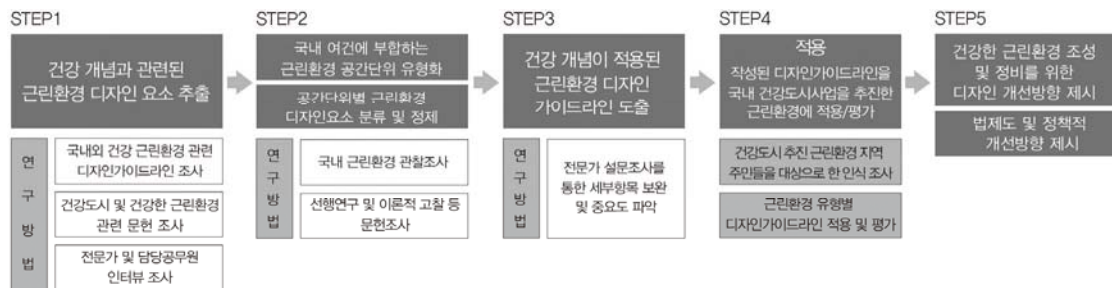 STEP1
건강 개념과 관련된
근린환경 디자인 요소 추출
연구방법
국내외 건강 근린환경 관련
디자인가이드라인 조사
건강도시 및 건강한 근린환경
관련 문헌 조사
전문가 및 담당공무원
인터뷰 조사
STEP2
국내 여건에 부합하는
근린환경 공간단위 유형화
공간단위별 근린환경
디자인요소 분류 및 정제
연구방법
국내 근린환경 관찰조사
선행연구 및 이론적 고찰 등
문헌조사
STEP3
건강 개념이 적용된
근린환경 디자인
가이드라인 도출
연구방법
전문가 설문조사를
통한 세부항목 보완
및 중요도 파악
STEP4
적용
작성된 디자인가이드라인을
국내 건강도시사업을 추진한
근린환경에 적용/평가
건강도시 추진 근린환경 지역
주민들을 대상으로 한 인식 조사
근린환경 유형별
디자인가이드라인 적용 및 평가
STEP5
건강한 근린환경 조성
및 정비를 위한
디자인 개선방향 제시
법제도 및 정책적
개선방향 제시